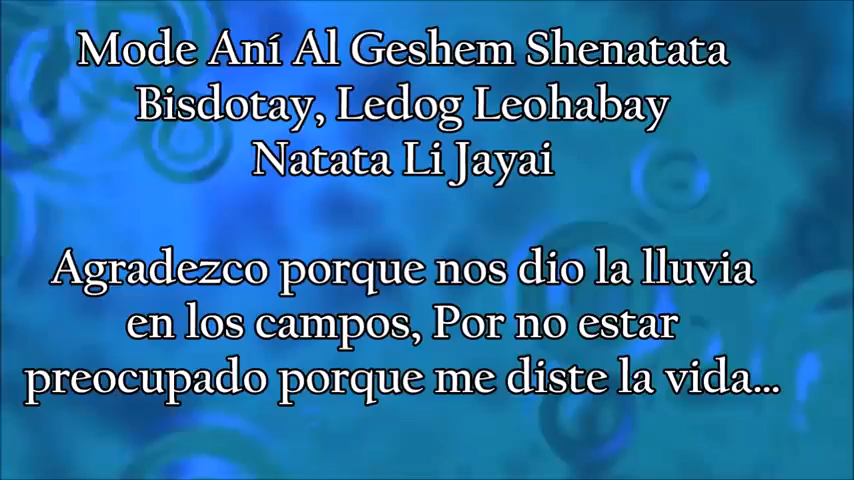 Mode Aní Al Geshem Shenatata
Bisdotay, Ledog Leohabay
Natata Li Jayai
Agradezco porque nos dio la lluvia
en los campos, Por no estar
preocupado porque me diste la vida...